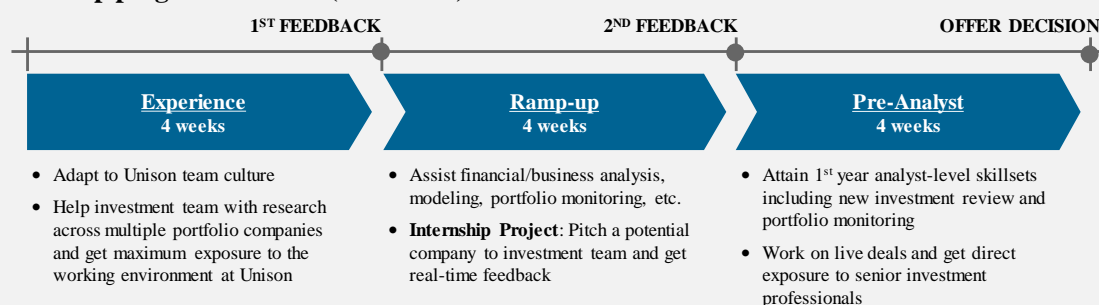 1ST FEEDBACK
2ND FEEDBACK
OFFER DECISION
Experience
4 weeks
Ramp-up
4 weeks
Pre-Analyst
4 weeks
• Adapt to Unison team culture
• Help investment team with research
across multiple portfolio companies
and get maximum exposure to the
working environment at Unison
• Assist financial/business analysis,
modeling, portfolio monitoring, etc.
• Internship Project: Pitch a potential
company to investment team and get
real-time feedback
• Attain 1st year analyst-level skillsets
including new investment review and
portfolio monitoring
• Work on live deals and get direct
exposure to senior investment
professionals